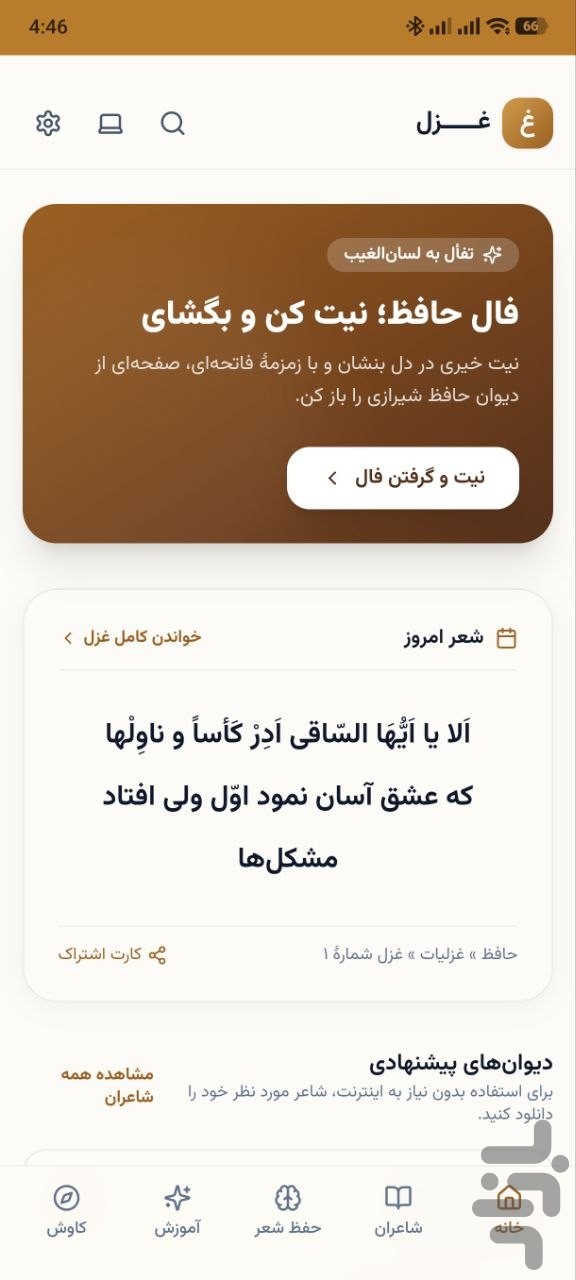 4:46
66
غ
غـــــزل
تفأل به لسان‌الغیب
فال حافظ؛ نیت کن و بگشای
نیت خیری در دل بنشان و با زمزمهٔ فاتحه‌ای، صفحه‌ای از
دیوان حافظ شیرازی را باز کن.
نیت و گرفتن فال
شعر امروز
خواندن کامل غزل
اَلا یا اَیُّهَا السّاقی اَدِرْ کَأساً و ناوِلْها
که عشق آسان نمود اوّل ولی افتاد
مشکل‌ها
حافظ » غزلیات » غزل شمارهٔ ۱
کارت اشتراک
دیوان‌های پیشنهادی
برای استفاده بدون نیاز به اینترنت، شاعر مورد نظر خود را
دانلود کنید.
مشاهده همه
شاعران
خانه
شاعران
حفظ شعر
آموزش
کاوش
بازار